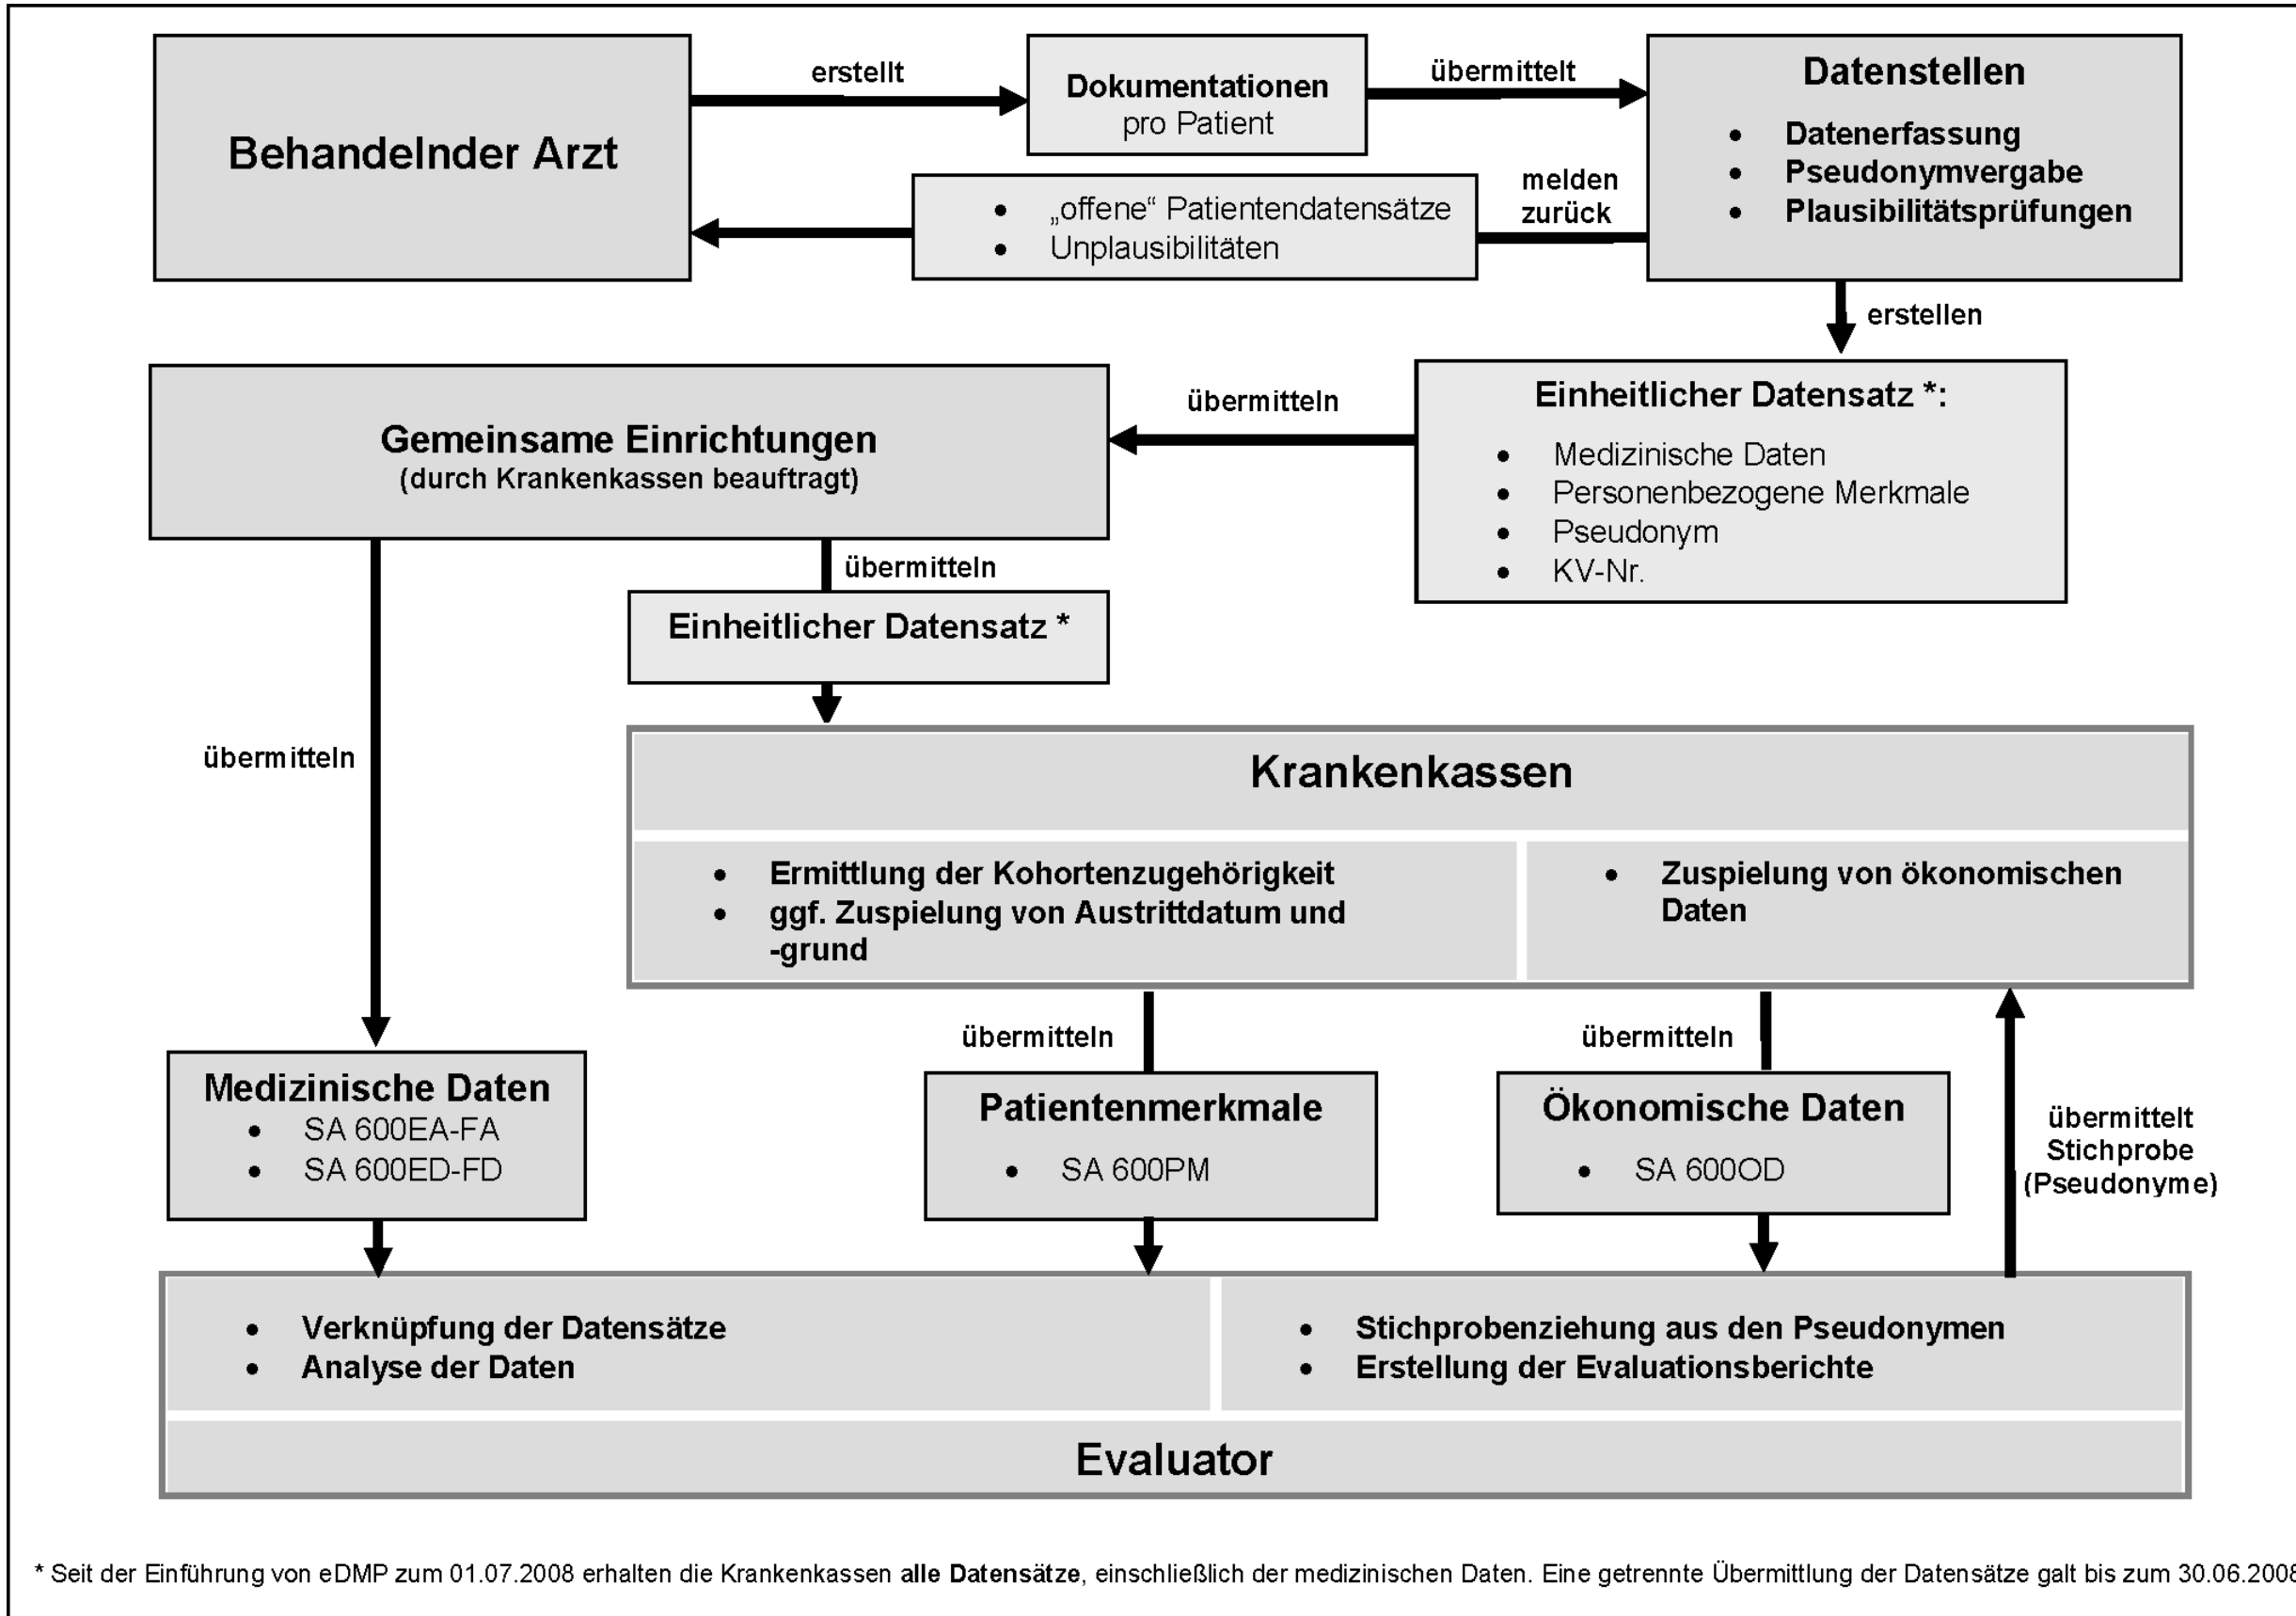 Behandelnder Arzt
erstellt
Dokumentationen
pro Patient
übermittelt
Datenstellen
• Datenerfassung
• Pseudonymvergabe
• Plausibilitätsprüfungen
melden
zurück
• „offene“ Patientendatensätze
• Unplausibilitäten
erstellen
Einheitlicher Datensatz *:
• Medizinische Daten
• Personenbezogene Merkmale
• Pseudonym
• KV-Nr.
übermitteln
Gemeinsame Einrichtungen
(durch Krankenkassen beauftragt)
übermitteln
Einheitlicher Datensatz *
übermitteln
Krankenkassen
• Ermittlung der Kohortenzugehörigkeit
• ggf. Zuspielung von Austrittdatum und
-grund
• Zuspielung von ökonomischen
Daten
übermitteln
übermitteln
Medizinische Daten
• SA 600EA-FA
• SA 600ED-FD
Patientenmerkmale
• SA 600PM
Ökonomische Daten
• SA 600OD
übermittelt
Stichprobe
(Pseudonyme)
• Verknüpfung der Datensätze
• Analyse der Daten
• Stichprobenziehung aus den Pseudonymen
• Erstellung der Evaluationsberichte
Evaluator
* Seit der Einführung von eDMP zum 01.07.2008 erhalten die Krankenkassen alle Datensätze, einschließlich der medizinischen Daten. Eine getrennte Übermittlung der Datensätze galt bis zum 30.06.2008